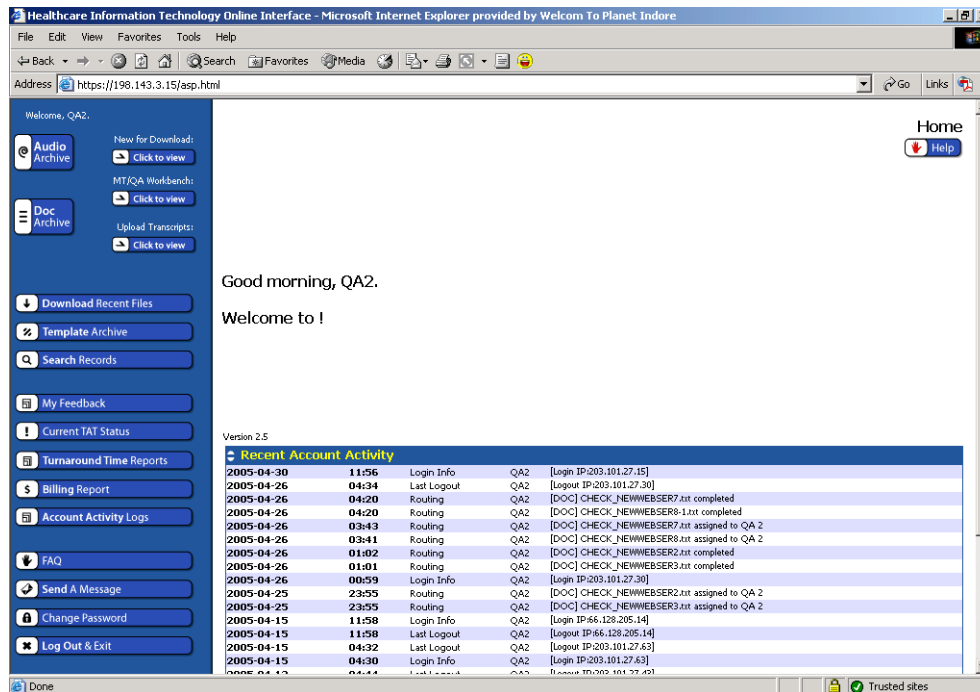 Healthcare Information Technology Online Interface - Microsoft Internet Explorer provided by Welcom To Planet Indore
File Edit View Favorites Tools Help
Back Search Favorites Media
Address https://198.143.3.15/asp.html Go Links
Welcome, QA2.
Home
Help
Audio Archive
New for Download:
Click to view
MT/QA Workbench:
Click to view
Doc Archive
Upload Transcripts:
Click to view
Download Recent Files
Template Archive
Search Records
My Feedback
Current TAT Status
Turnaround Time Reports
Billing Report
Account Activity Logs
FAQ
Send A Message
Change Password
Log Out & Exit
Good morning, QA2.
Welcome to !
Version 2.5
Recent Account Activity
2005-04-30 11:56 Login Info QA2 [Login IP:203.101.27.15]
2005-04-26 04:34 Last Logout QA2 [Logout IP:203.101.27.30]
2005-04-26 04:20 Routing QA2 [DOC] CHECK_NEWWEBSER7.txt completed
2005-04-26 04:20 Routing QA2 [DOC] CHECK_NEWWEBSER8-1.txt completed
2005-04-26 03:43 Routing QA2 [DOC] CHECK_NEWWEBSER7.txt assigned to QA 2
2005-04-26 03:41 Routing QA2 [DOC] CHECK_NEWWEBSER8.txt assigned to QA 2
2005-04-26 01:02 Routing QA2 [DOC] CHECK_NEWWEBSER2.txt completed
2005-04-26 01:01 Routing QA2 [DOC] CHECK_NEWWEBSER3.txt completed
2005-04-26 00:59 Login Info QA2 [Login IP:203.101.27.30]
2005-04-25 23:55 Routing QA2 [DOC] CHECK_NEWWEBSER2.txt assigned to QA 2
2005-04-25 23:55 Routing QA2 [DOC] CHECK_NEWWEBSER3.txt assigned to QA 2
2005-04-15 11:58 Login Info QA2 [Login IP:66.128.205.14]
2005-04-15 11:58 Last Logout QA2 [Logout IP:66.128.205.14]
2005-04-15 04:32 Last Logout QA2 [Logout IP:203.101.27.63]
2005-04-15 04:30 Login Info QA2 [Login IP:203.101.27.63]
Done Trusted sites